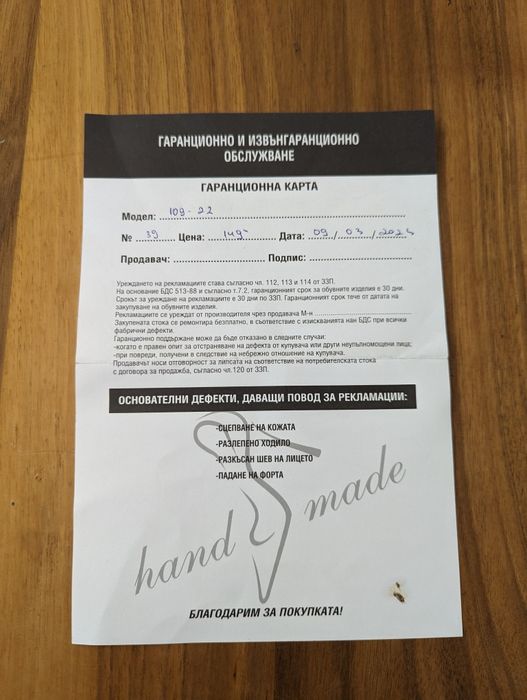 ГАРАНЦИОННО И ИЗВЪНГАРАНЦИОННО
ОБСЛУЖВАНЕ
ГАРАНЦИОННА КАРТА
Модел: 109-22
№ 39 Цена: 149- Дата: 09/03/2024
Продавач: Подпис:
Уреждането на рекламациите става съгласно чл. 112, 113 и 114 от ЗЗП.
На основание БДС 513-88 и съгласно т.7.2. гаранционният срок за обувните изделия е 30 дни.
Срокът за уреждане на рекламациите е 30 дни по ЗЗП. Гаранционният срок тече от датата на
закупуване на обувните изделия.
Рекламациите се уреждат от производителя чрез продавача М-н
Закупената стока се ремонтира безплатно, в съответствие с изискванията нан БДС при всички
фабрични дефекти.
Гаранционно поддържане може да бъде отказано в следните случаи:
-когато е правен опит за отстраняване на дефекта от купувача или други неупълномощени лица;
-при повреди, получени в следствие на небрежно отношение на купувача.
Продавачът носи отговорност за липсата на съответствие на потребителската стока
с договора за продажба, съгласно чл.120 от ЗЗП.
ОСНОВАТЕЛНИ ДЕФЕКТИ, ДАВАЩИ ПОВОД ЗА РЕКЛАМАЦИИ:
-СЦЕПВАНЕ НА КОЖАТА
-РАЗЛЕПЕНО ХОДИЛО
-РАЗКЪСАН ШЕВ НА ЛИЦЕТО
-ПАДАНЕ НА ФОРТА
hand made
БЛАГОДАРИМ ЗА ПОКУПКАТА!